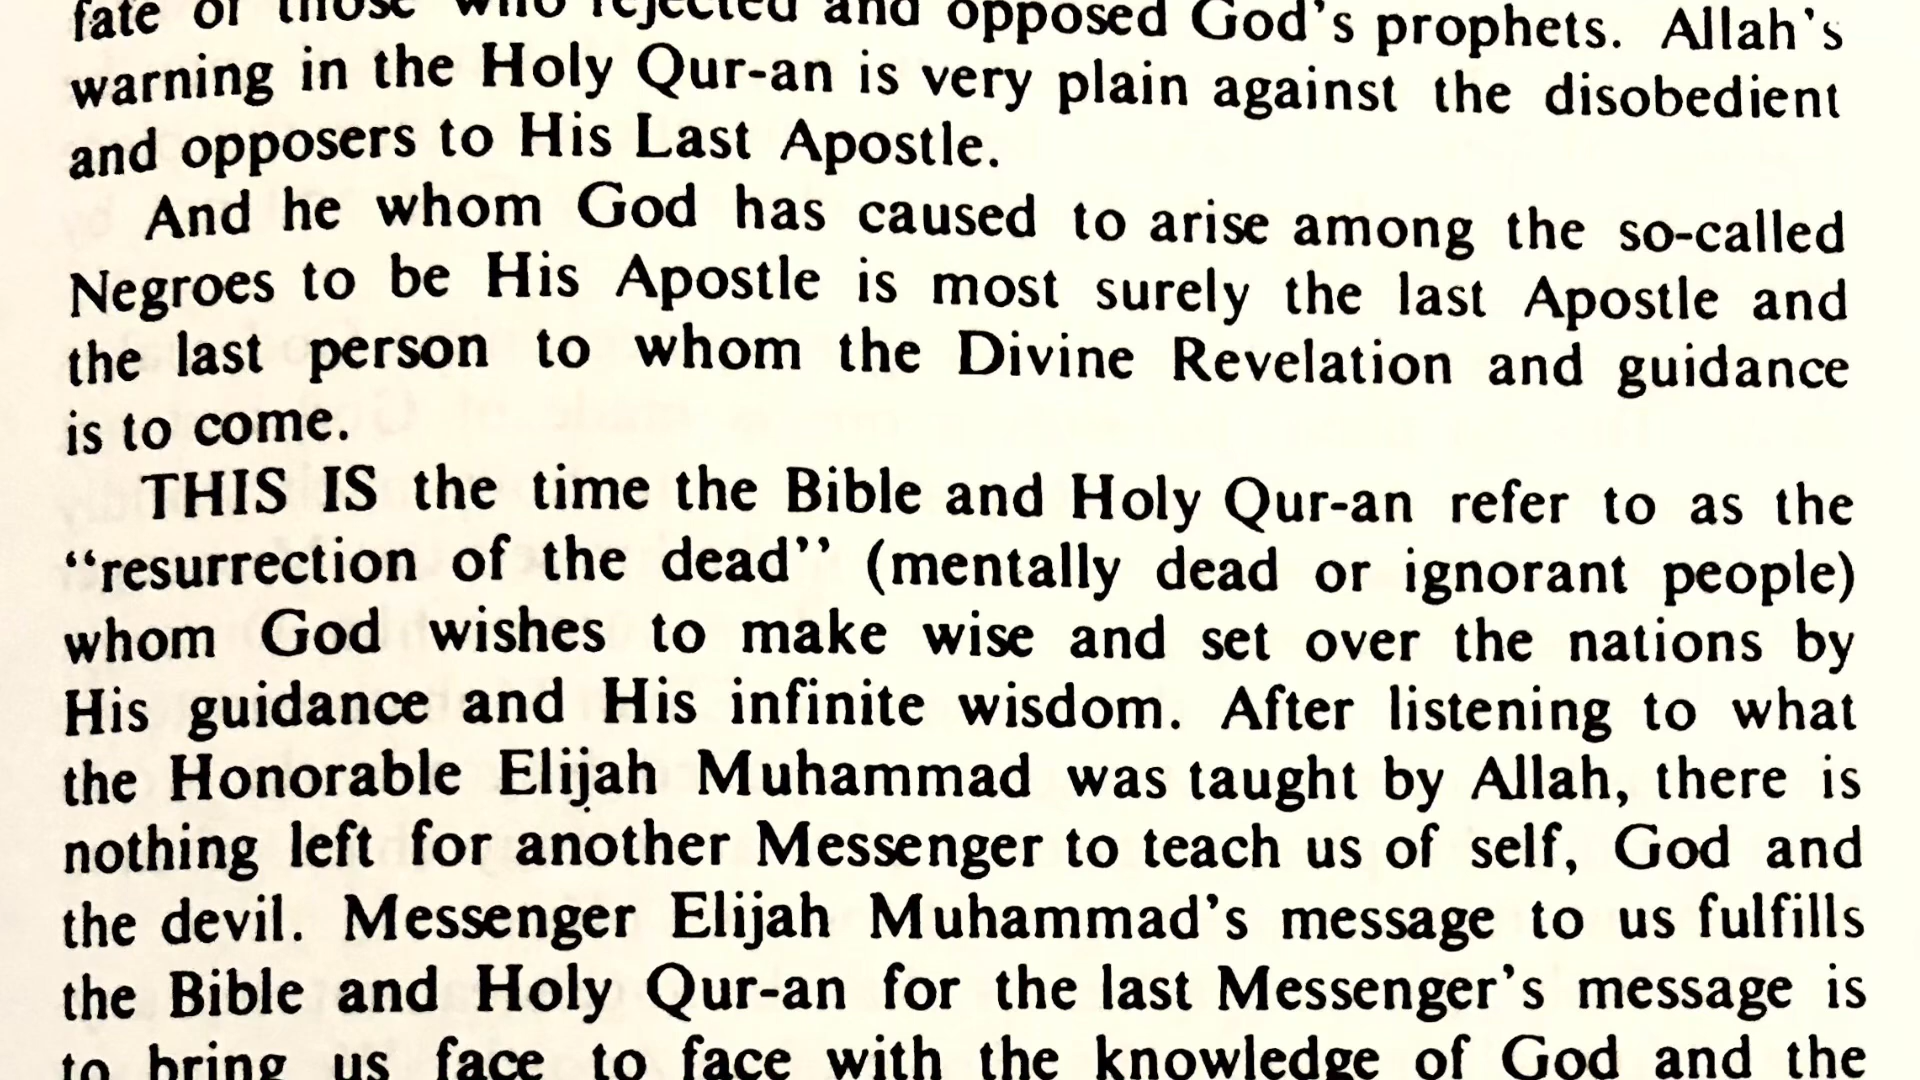 fate of those who rejected and opposed God's prophets. Allah's
warning in the Holy Qur-an is very plain against the disobedient
and opposers to His Last Apostle.
And he whom God has caused to arise among the so-called
Negroes to be His Apostle is most surely the last Apostle and
the last person to whom the Divine Revelation and guidance
is to come.
THIS IS the time the Bible and Holy Qur-an refer to as the
“resurrection of the dead” (mentally dead or ignorant people)
whom God wishes to make wise and set over the nations by
His guidance and His infinite wisdom. After listening to what
the Honorable Elijah Muhammad was taught by Allah, there is
nothing left for another Messenger to teach us of self, God and
the devil. Messenger Elijah Muhammad's message to us fulfills
the Bible and Holy Qur-an for the last Messenger's message is
to bring us face to face with the knowledge of God and the